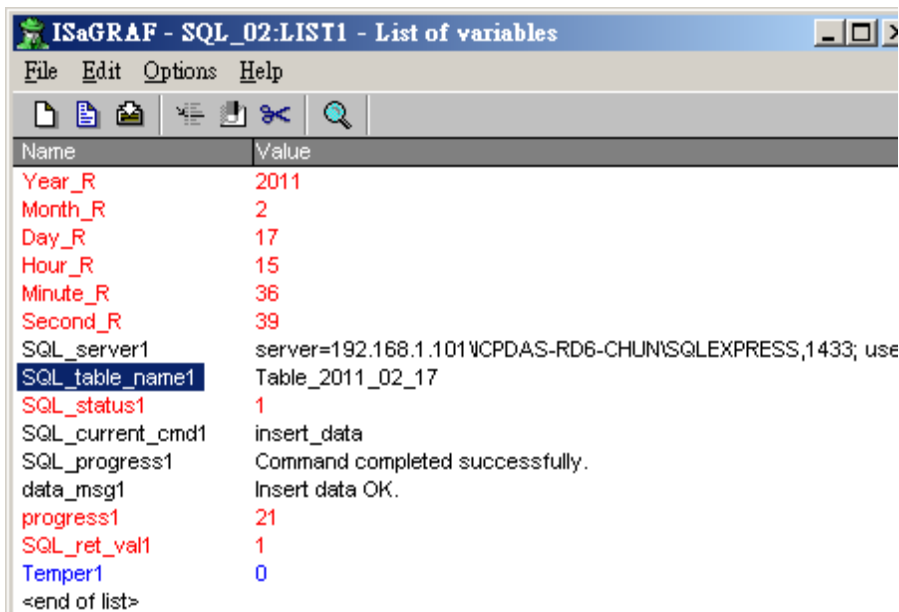 ISaGRAF - SQL_02:LIST1 - List of variables
File Edit Options Help
Name Value
Year_R 2011
Month_R 2
Day_R 17
Hour_R 15
Minute_R 36
Second_R 39
SQL_server1 server=192.168.1.101\ICPDAS-RD6-CHUN\SQLEXPRESS,1433; use
SQL_table_name1 Table_2011_02_17
SQL_status1 1
SQL_current_cmd1 insert_data
SQL_progress1 Command completed successfully.
data_msg1 Insert data OK.
progress1 21
SQL_ret_val1 1
Temper1 0
<end of list>